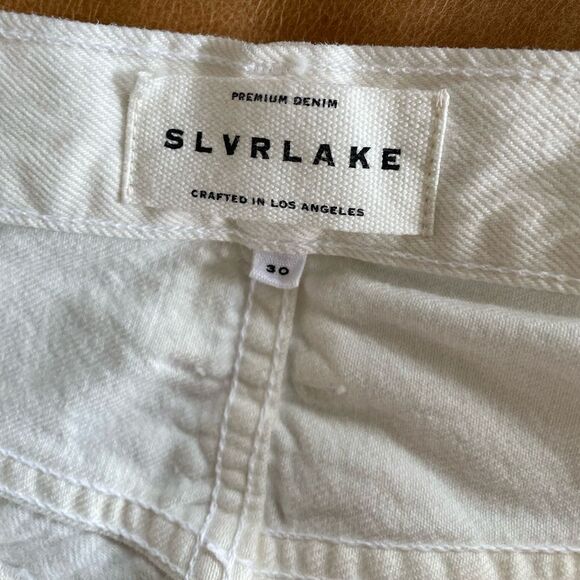 PREMIUM DENIM
SLVRLAKE
CRAFTED IN LOS ANGELES
30